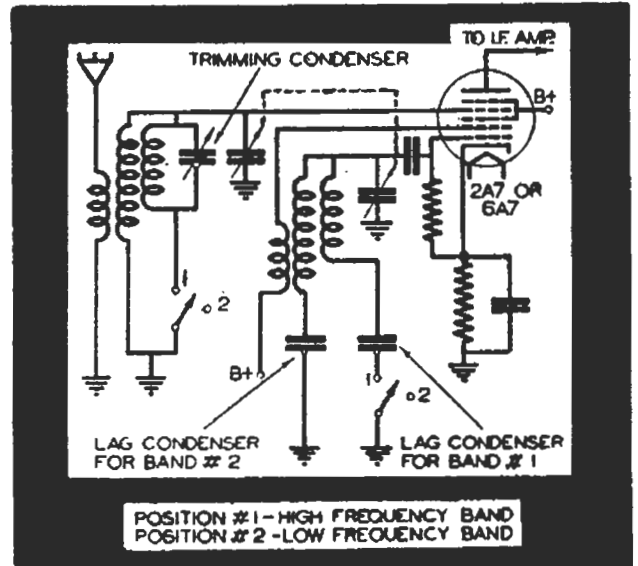 TO I.F. AMP.
TRIMMING CONDENSER
B+
2A7 OR
6A7
1
2
B+
1
2
LAG CONDENSER
FOR BAND # 2
LAG CONDENSER
FOR BAND # 1
POSITION #1-HIGH FREQUENCY BAND
POSITION #2-LOW FREQUENCY BAND